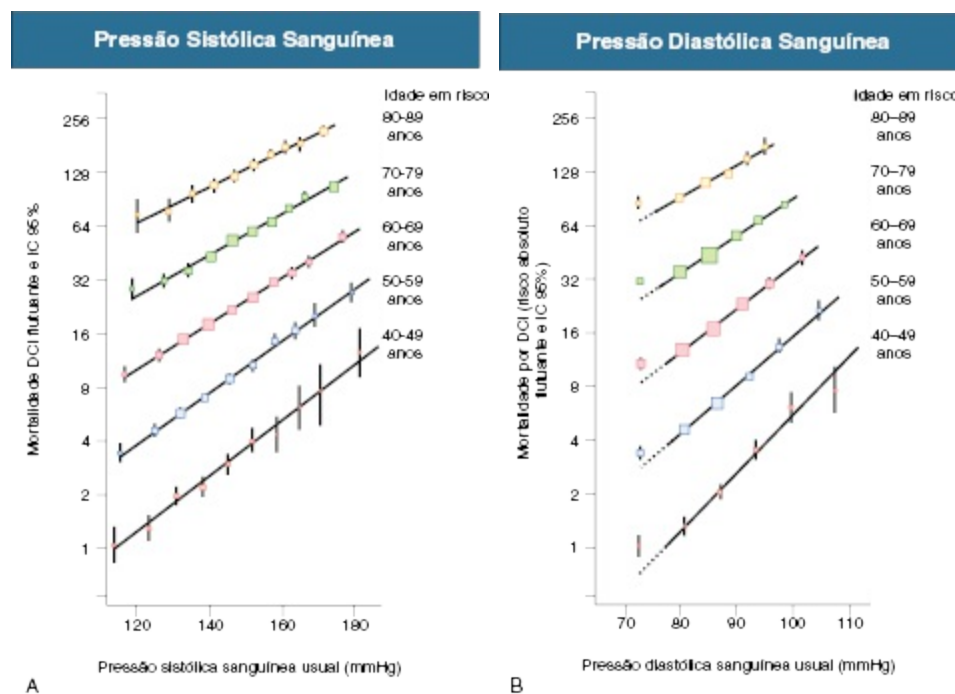 Pressão Sistólica Sanguínea
Idade em risco
80-89
anos
70-79
anos
60-69
anos
50-59
anos
40-49
anos
Mortalidade DCI flutuante e IC 95%
256
128
64
32
16
8
4
2
1
120
140
160
180
Pressão sistólica sanguínea usual (mmHg)
A
Pressão Diastólica Sanguínea
Idade em risco
80–89
anos
70–79
anos
60–69
anos
50–59
anos
40–49
anos
Mortalidade por DCI (risco absoluto
flutuante e IC 95%)
256
128
64
32
16
8
4
2
1
70
80
90
100
110
Pressão diastólica sanguínea usual (mmHg)
B